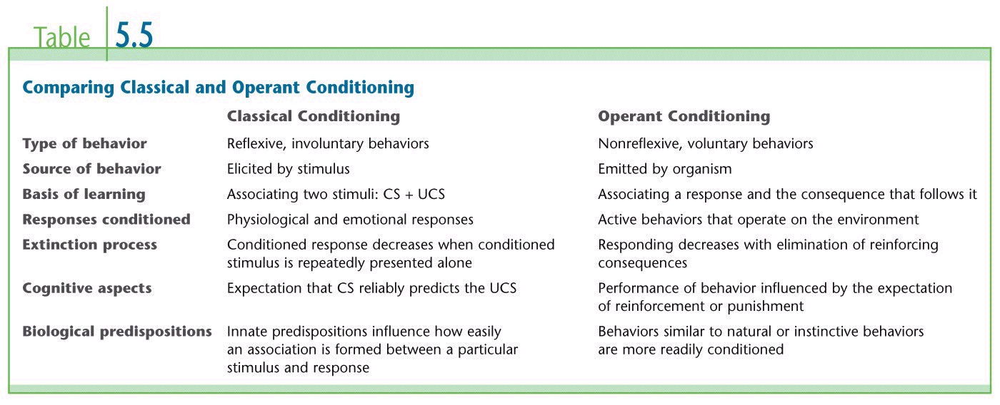 Table 5.5
Comparing Classical and Operant Conditioning
Classical Conditioning Operant Conditioning
Type of behavior Reflexive, involuntary behaviors Nonreflexive, voluntary behaviors
Source of behavior Elicited by stimulus Emitted by organism
Basis of learning Associating two stimuli: CS + UCS Associating a response and the consequence that follows it
Responses conditioned Physiological and emotional responses Active behaviors that operate on the environment
Extinction process Conditioned response decreases when conditioned Responding decreases with elimination of reinforcing
stimulus is repeatedly presented alone consequences
Cognitive aspects Expectation that CS reliably predicts the UCS Performance of behavior influenced by the expectation
of reinforcement or punishment
Biological predispositions Innate predispositions influence how easily Behaviors similar to natural or instinctive behaviors
an association is formed between a particular are more readily conditioned
stimulus and response